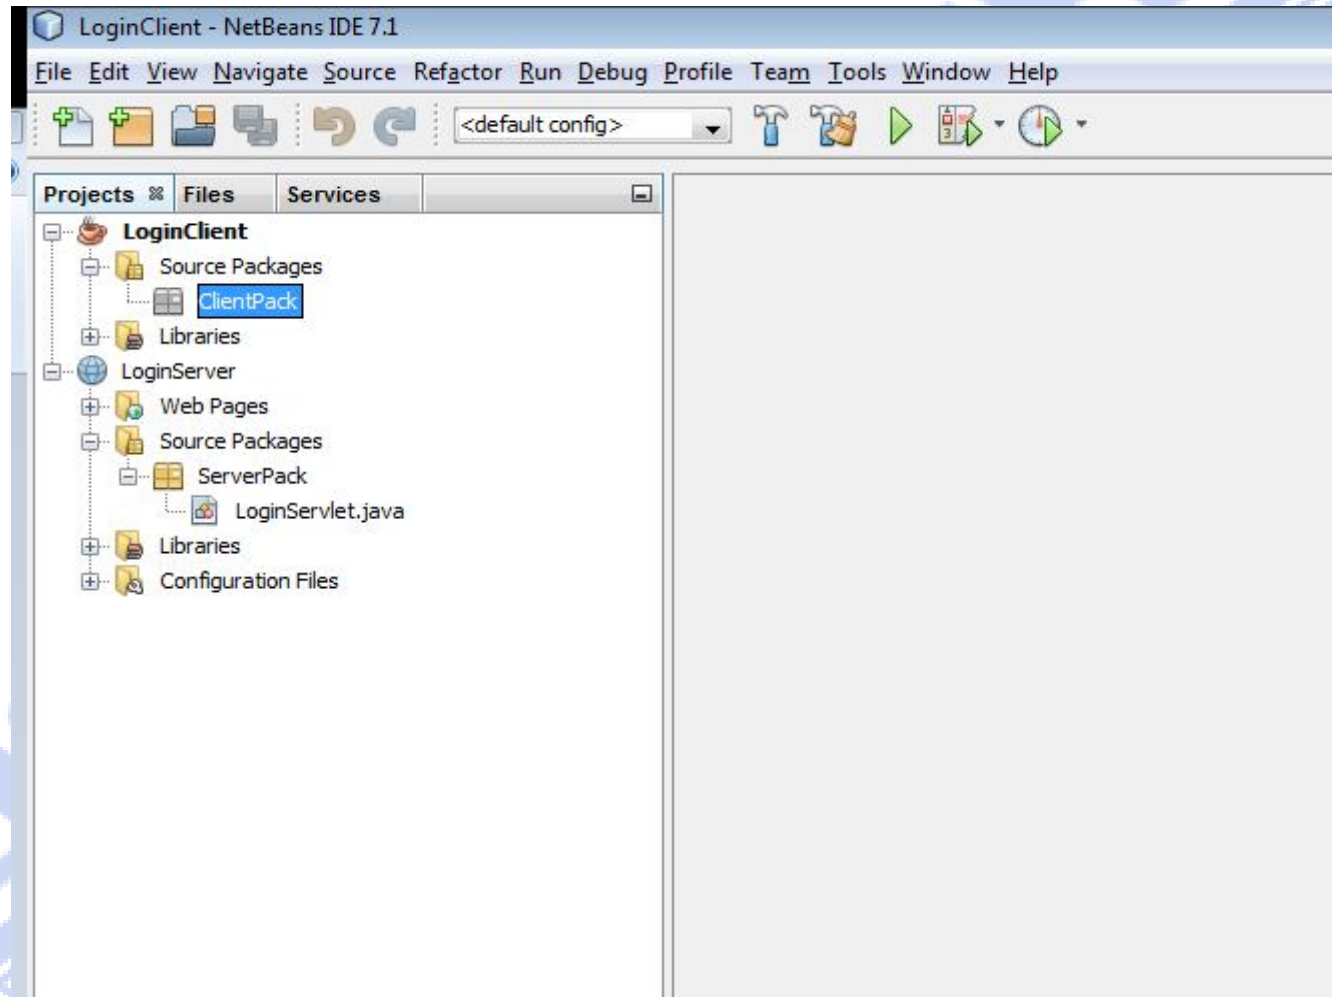 LoginClient - NetBeans IDE 7.1
File Edit View Navigate Source Refactor Run Debug Profile Team Tools Window Help
<default config>
Projects Files Services
LoginClient
Source Packages
ClientPack
Libraries
LoginServer
Web Pages
Source Packages
ServerPack
LoginServlet.java
Libraries
Configuration Files